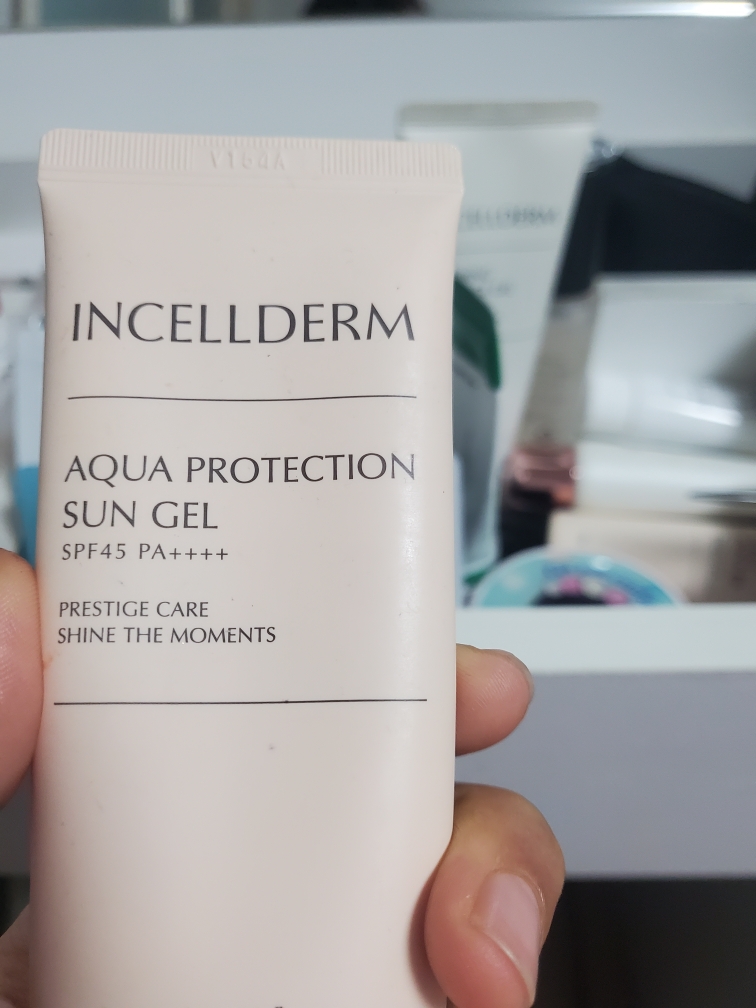 INCELLDERM
AQUA PROTECTION
SUN GEL
SPF45 PA++++
PRESTIGE CARE
SHINE THE MOMENTS